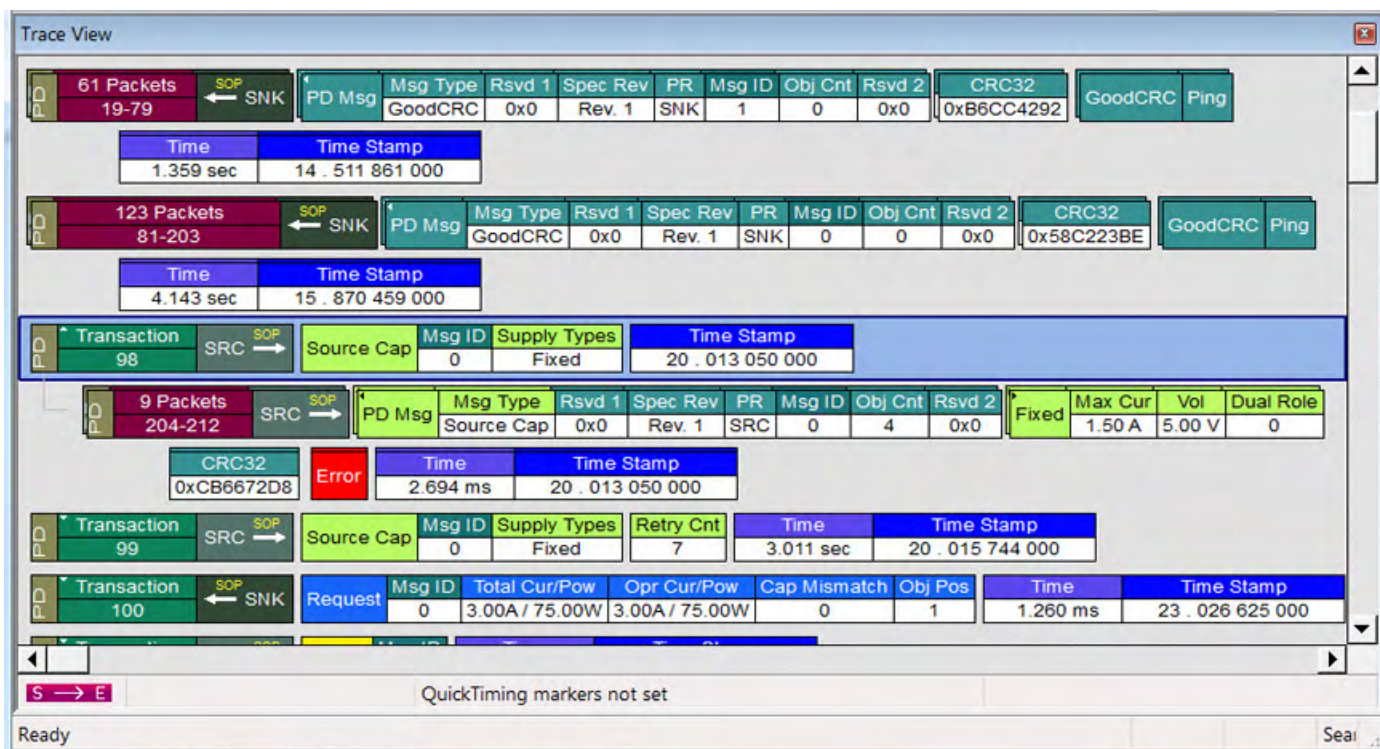 Trace View
PD 61 Packets SOP PD Msg Msg Type Rsvd 1 Spec Rev PR Msg ID Obj Cnt Rsvd 2 CRC32 GoodCRC Ping
19-79 SNK GoodCRC 0x0 Rev. 1 SNK 1 0 0x0 0xB6CC4292
Time Time Stamp
1.359 sec 14 . 511 861 000
PD 123 Packets SOP PD Msg Msg Type Rsvd 1 Spec Rev PR Msg ID Obj Cnt Rsvd 2 CRC32 GoodCRC Ping
81-203 SNK GoodCRC 0x0 Rev. 1 SNK 0 0 0x0 0x58C223BE
Time Time Stamp
4.143 sec 15 . 870 459 000
PD Transaction SRC SOP Source Cap Msg ID Supply Types Time Stamp
98 0 Fixed 20 . 013 050 000
PD 9 Packets SRC SOP PD Msg Msg Type Rsvd 1 Spec Rev PR Msg ID Obj Cnt Rsvd 2 Fixed Max Cur Vol Dual Role
204-212 Source Cap 0x0 Rev. 1 SRC 0 4 0x0 1.50 A 5.00 V 0
CRC32 Error Time Time Stamp
0xCB6672D8 2.694 ms 20 . 013 050 000
PD Transaction SRC SOP Source Cap Msg ID Supply Types Retry Cnt Time Time Stamp
99 0 Fixed 7 3.011 sec 20 . 015 744 000
PD Transaction SOP SNK Request Msg ID Total Cur/Pow Opr Cur/Pow Cap Mismatch Obj Pos Time Time Stamp
100 0 3.00A / 75.00W 3.00A / 75.00W 0 1 1.260 ms 23 . 026 625 000
S → E QuickTiming markers not set
Ready